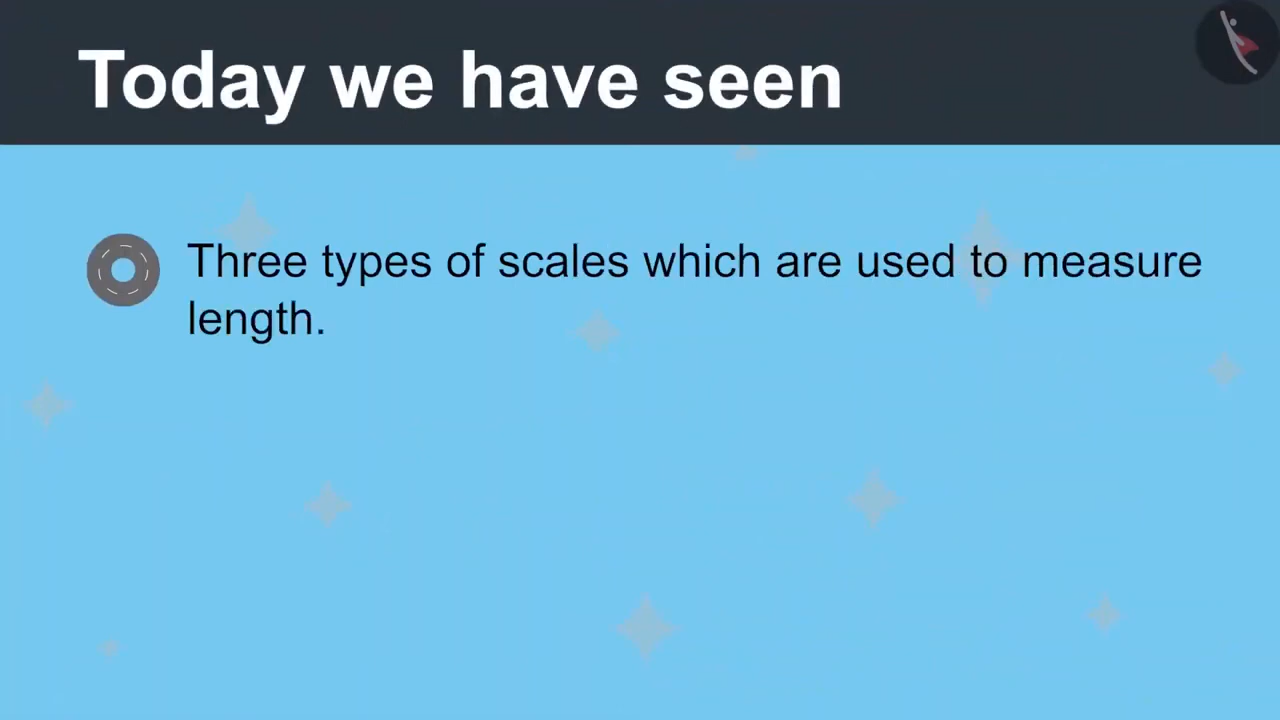 Today we have seen
Three types of scales which are used to measure
length.